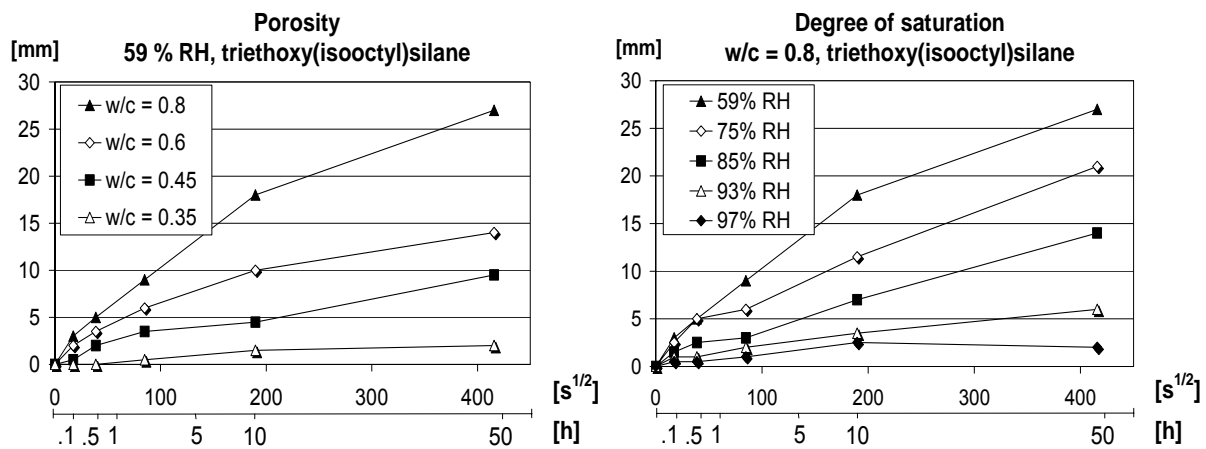 Porosity
59 % RH, triethoxy(isooctyl)silane
[mm]
30
25
20
15
10
5
0
w/c = 0.8
w/c = 0.6
w/c = 0.45
w/c = 0.35
0 100 200 300 400 [s1/2]
.1 .5 1 5 10 50 [h]
Degree of saturation
w/c = 0.8, triethoxy(isooctyl)silane
[mm]
30
25
20
15
10
5
0
59% RH
75% RH
85% RH
93% RH
97% RH
0 100 200 300 400 [s1/2]
.1 .5 1 5 10 50 [h]